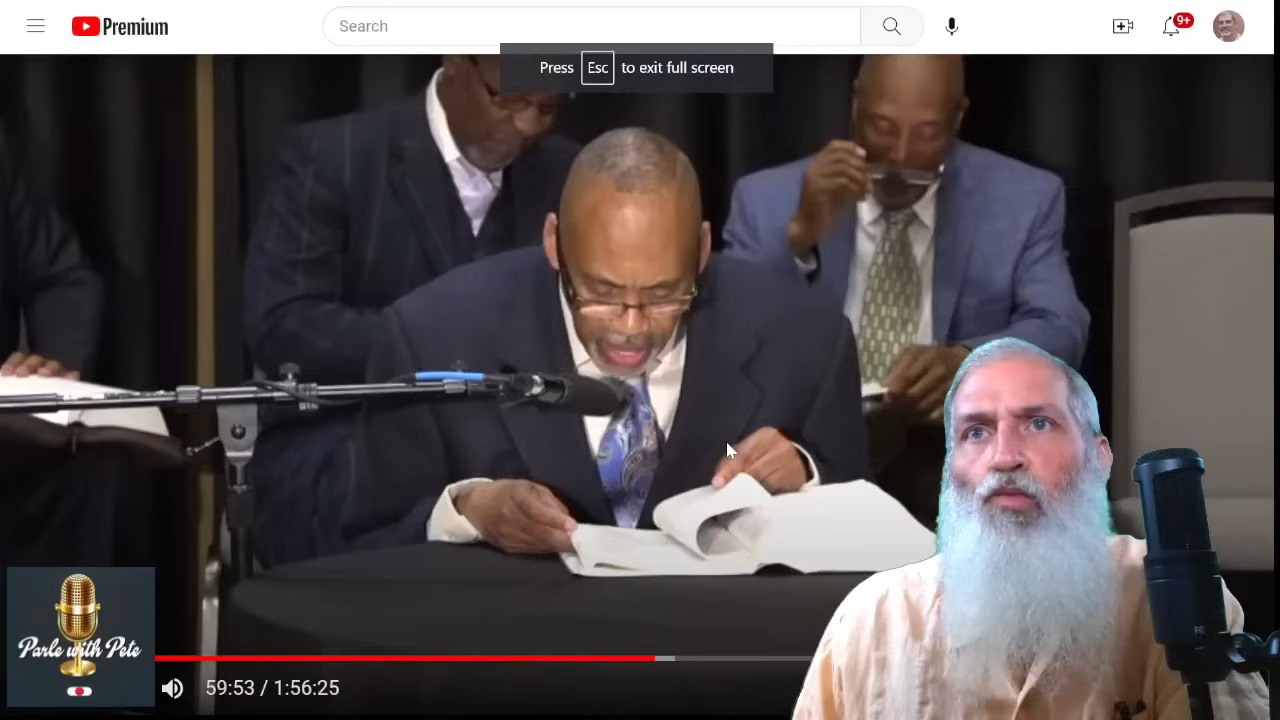 Premium
Search
9+
Press Esc to exit full screen
Parle with Pete
59:53 / 1:56:25